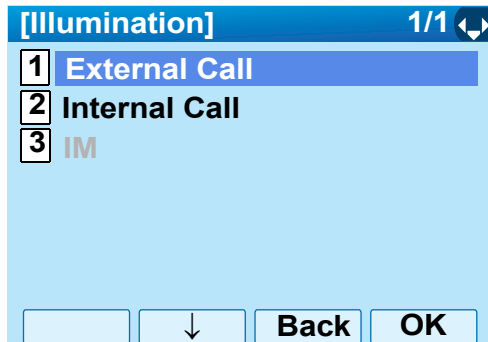 [Illumination] 1/1
1 External Call
2 Internal Call
3 IM
↓ Back OK